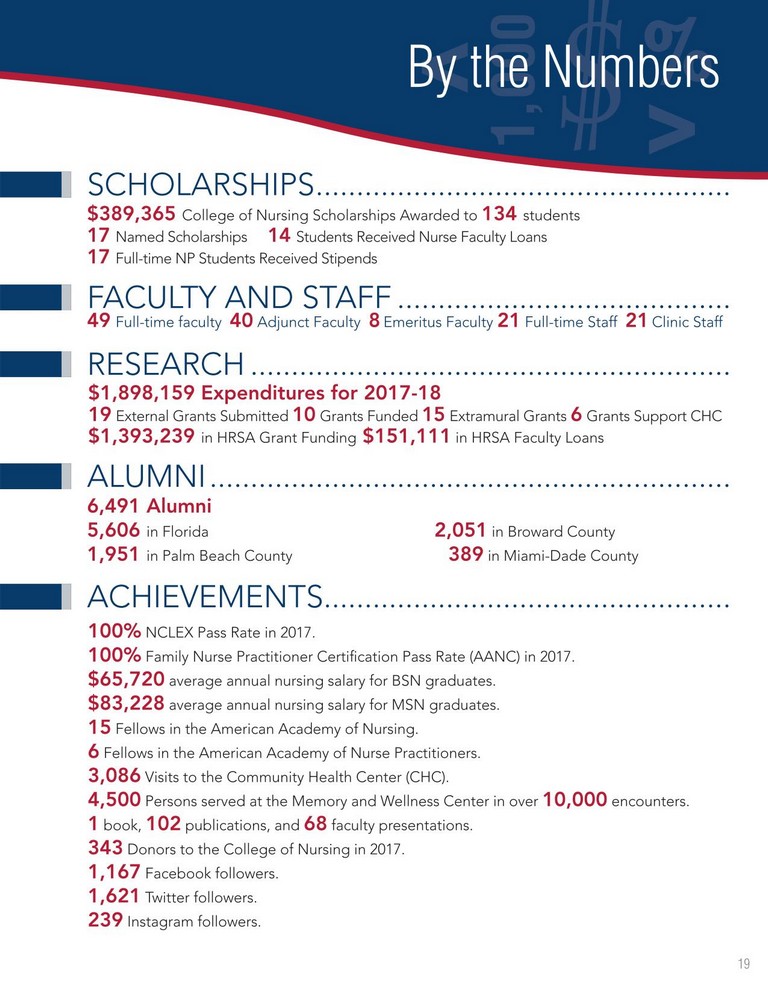 By the Numbers
1,000
$
%
V
A
SCHOLARSHIPS..................................................
$389,365 College of Nursing Scholarships Awarded to 134 students
17 Named Scholarships 14 Students Received Nurse Faculty Loans
17 Full-time NP Students Received Stipends
FACULTY AND STAFF.........................................
49 Full-time faculty 40 Adjunct Faculty 8 Emeritus Faculty 21 Full-time Staff 21 Clinic Staff
RESEARCH...........................................................
$1,898,159 Expenditures for 2017-18
19 External Grants Submitted 10 Grants Funded 15 Extramural Grants 6 Grants Support CHC
$1,393,239 in HRSA Grant Funding $151,111 in HRSA Faculty Loans
ALUMNI................................................................
6,491 Alumni
5,606 in Florida 2,051 in Broward County
1,951 in Palm Beach County 389 in Miami-Dade County
ACHIEVEMENTS..................................................
100% NCLEX Pass Rate in 2017.
100% Family Nurse Practitioner Certification Pass Rate (AANC) in 2017.
$65,720 average annual nursing salary for BSN graduates.
$83,228 average annual nursing salary for MSN graduates.
15 Fellows in the American Academy of Nursing.
6 Fellows in the American Academy of Nurse Practitioners.
3,086 Visits to the Community Health Center (CHC).
4,500 Persons served at the Memory and Wellness Center in over 10,000 encounters.
1 book, 102 publications, and 68 faculty presentations.
343 Donors to the College of Nursing in 2017.
1,167 Facebook followers.
1,621 Twitter followers.
239 Instagram followers.
19